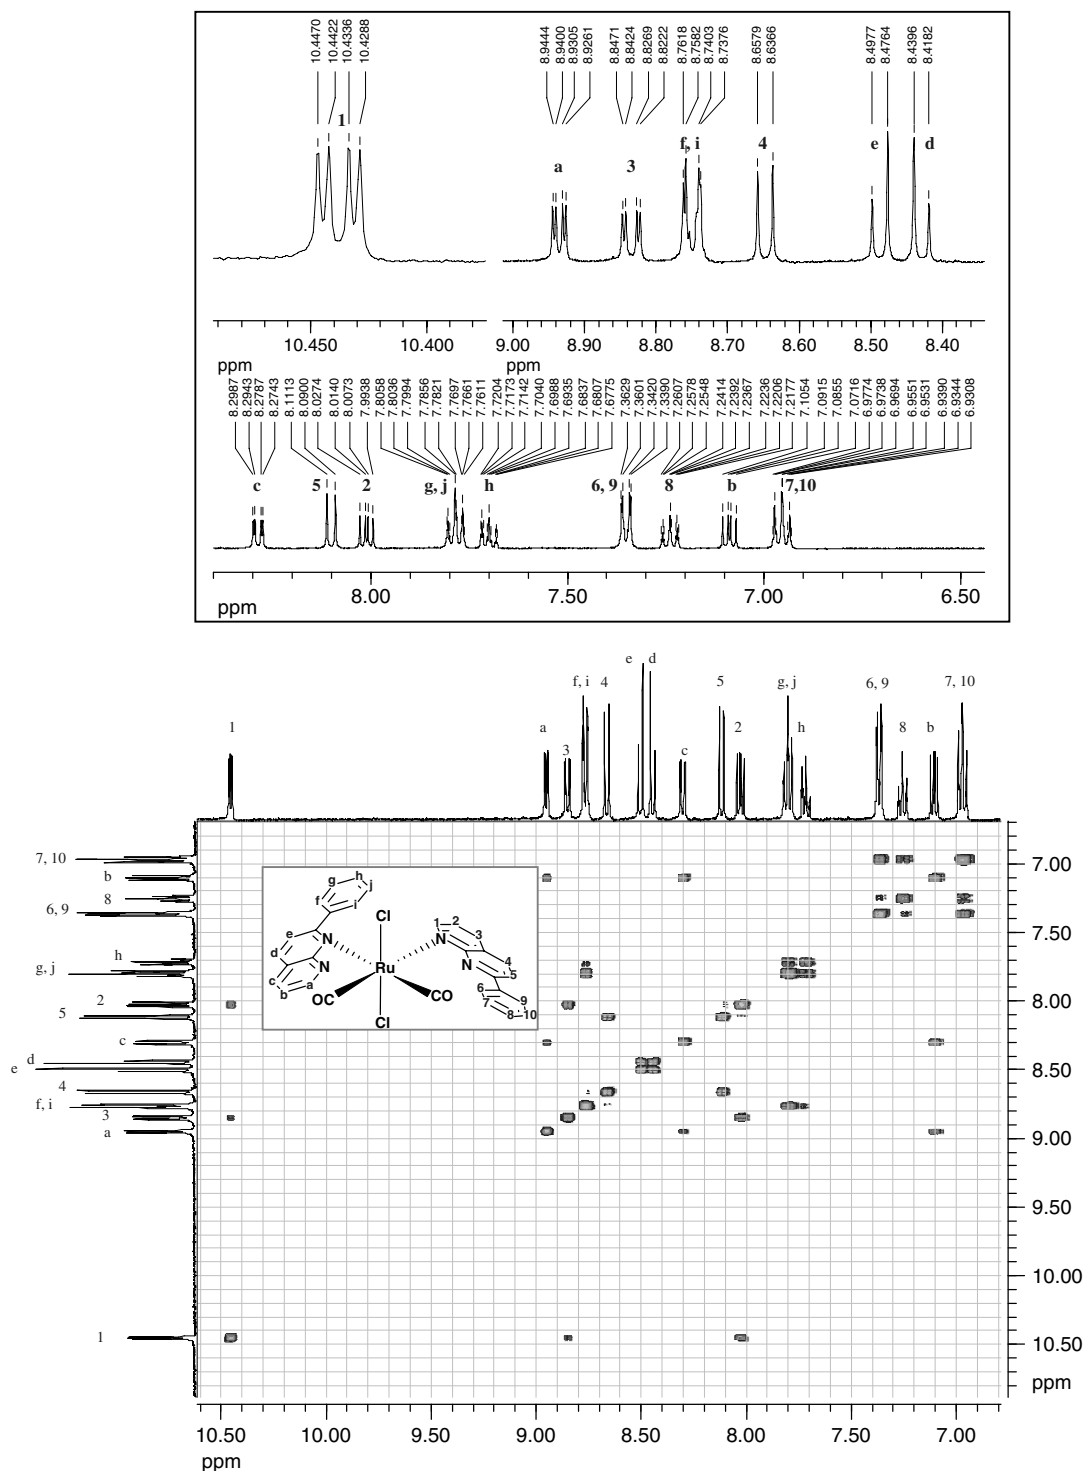 10.4470 10.4422 10.4336 10.4288 8.9444 8.9400 8.9305 8.9261 8.8471 8.8424 8.8269 8.8222 8.7618 8.7582 8.7403 8.7376 8.6579 8.6366 8.4977 8.4764 8.4396 8.4182
1 a 3 f, i 4 e d
10.450 10.400 9.00 8.90 8.80 8.70 8.60 8.50 8.40
ppm ppm
8.2987 8.2943 8.2787 8.2743 8.1113 8.0900 8.0274 8.0140 8.0073 7.9938 7.8058 7.8036 7.7994 7.7856 7.7821 7.7697 7.7661 7.7611 7.7204 7.7173 7.7142 7.7040 7.6988 7.6935 7.6837 7.6807 7.6775 7.3629 7.3601 7.3420 7.3390 7.2607 7.2578 7.2548 7.2414 7.2392 7.2367 7.2236 7.2206 7.2177 7.1054 7.0915 7.0855 7.0716 6.9774 6.9738 6.9694 6.9551 6.9531 6.9390 6.9344 6.9308
c 5 2 g, j h 6, 9 8 b 7,10
8.00 7.50 7.00 6.50
ppm
1 a 3 f, i 4 e d c 5 2 g, j h 6, 9 8 b 7, 10
7, 10
b
8
6, 9
h
g, j
2
5
c
d
e
4
f, i
3
a
1
g h j f i e d N N c b a
Cl Ru OC CO Cl
1 2 3 N N 4 5 6 7 8 9 10
7.00
7.50
8.00
8.50
9.00
9.50
10.00
10.50
ppm
10.50 10.00 9.50 9.00 8.50 8.00 7.50 7.00
ppm